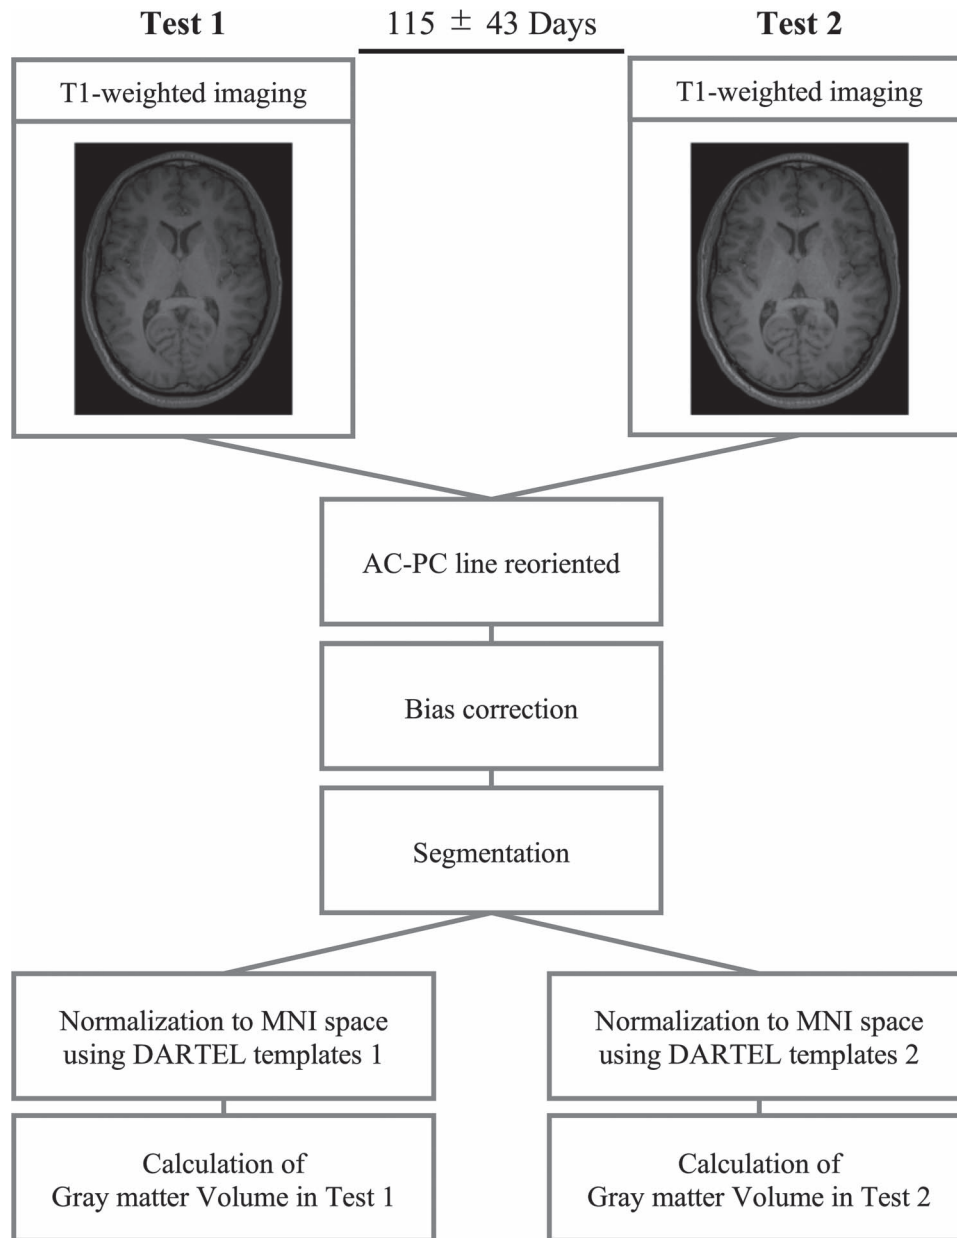 Test 1
115 ± 43 Days
Test 2
T1-weighted imaging
T1-weighted imaging
AC-PC line reoriented
Bias correction
Segmentation
Normalization to MNI space
using DARTEL templates 1
Normalization to MNI space
using DARTEL templates 2
Calculation of
Gray matter Volume in Test 1
Calculation of
Gray matter Volume in Test 2